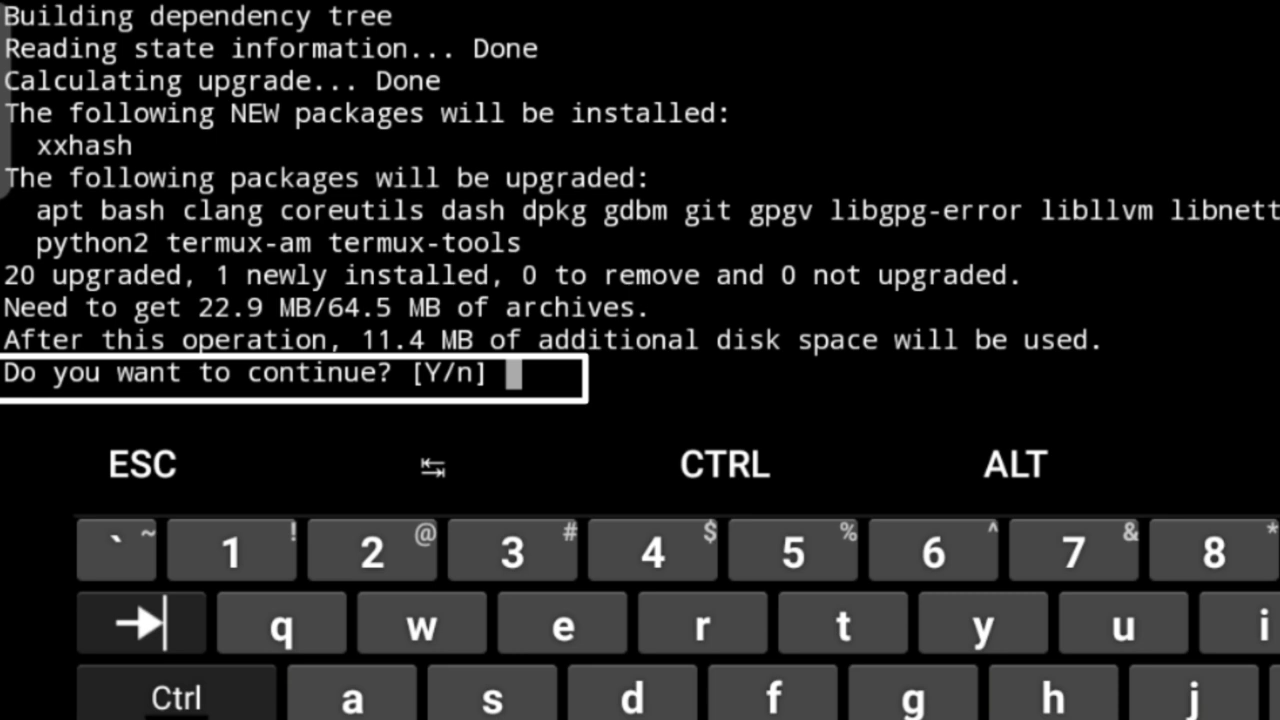 Building dependency tree
Reading state information... Done
Calculating upgrade... Done
The following NEW packages will be installed:
xxhash
The following packages will be upgraded:
apt bash clang coreutils dash dpkg gdbm git gpgv libgpg-error libllvm libnett
python2 termux-am termux-tools
20 upgraded, 1 newly installed, 0 to remove and 0 not upgraded.
Need to get 22.9 MB/64.5 MB of archives.
After this operation, 11.4 MB of additional disk space will be used.
Do you want to continue? [Y/n]
ESC ↹ CTRL ALT
` ~ 1 ! 2 @ 3 # 4 $ 5 % 6 ^ 7 & 8 *
q w e r t y u i
Ctrl a s d f g h j